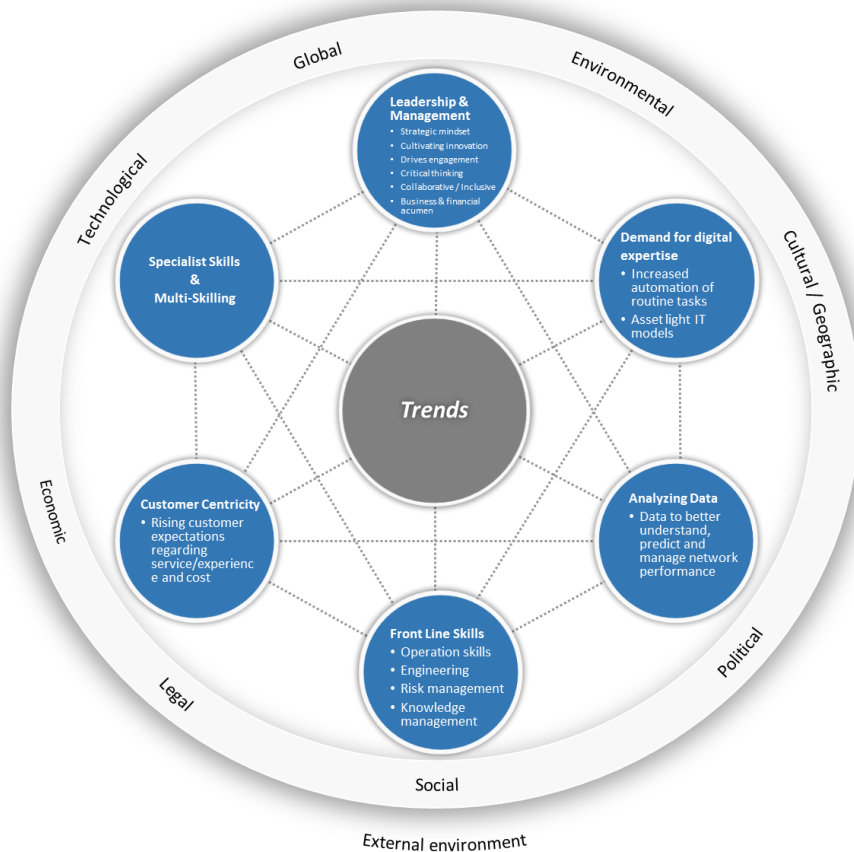 Global
Environmental
Technological
Cultural / Geographic
Leadership &
Management
• Strategic mindset
• Cultivating innovation
• Drives engagement
• Critical thinking
• Collaborative / Inclusive
• Business & financial
acumen
Specialist Skills
&
Multi-Skilling
Demand for digital
expertise
• Increased
automation of
routine tasks
• Asset light IT
models
Trends
Economic
Customer Centricity
• Rising customer
expectations
regarding
service/experienc
e and cost
Analyzing Data
• Data to better
understand,
predict and
manage network
performance
Front Line Skills
• Operation skills
• Engineering
• Risk management
• Knowledge
management
Political
Legal
Social
External environment